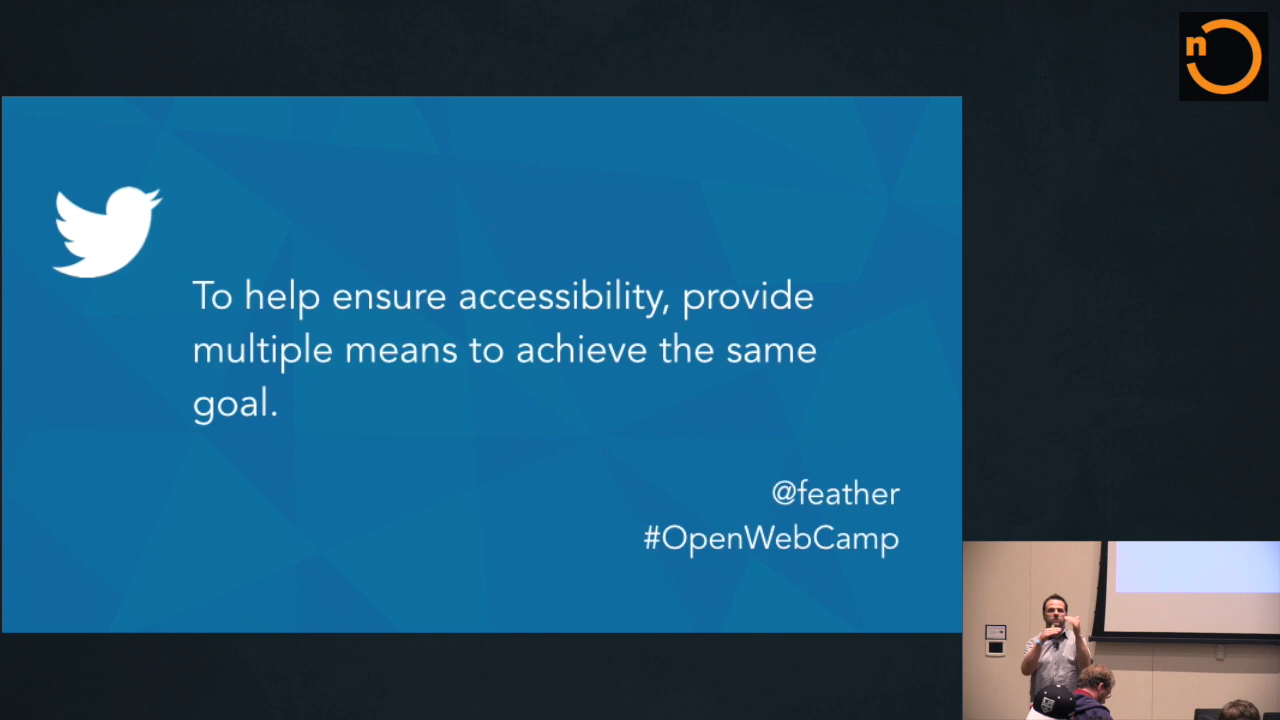 n
To help ensure accessibility, provide
multiple means to achieve the same
goal.
@feather
#OpenWebCamp